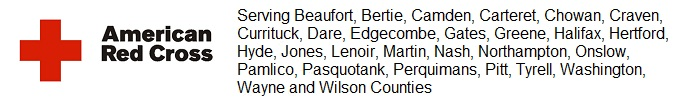 American
Red Cross
Serving Beaufort, Bertie, Camden, Carteret, Chowan, Craven,
Currituck, Dare, Edgecombe, Gates, Greene, Halifax, Hertford,
Hyde, Jones, Lenoir, Martin, Nash, Northampton, Onslow,
Pamlico, Pasquotank, Perquimans, Pitt, Tyrell, Washington,
Wayne and Wilson Counties